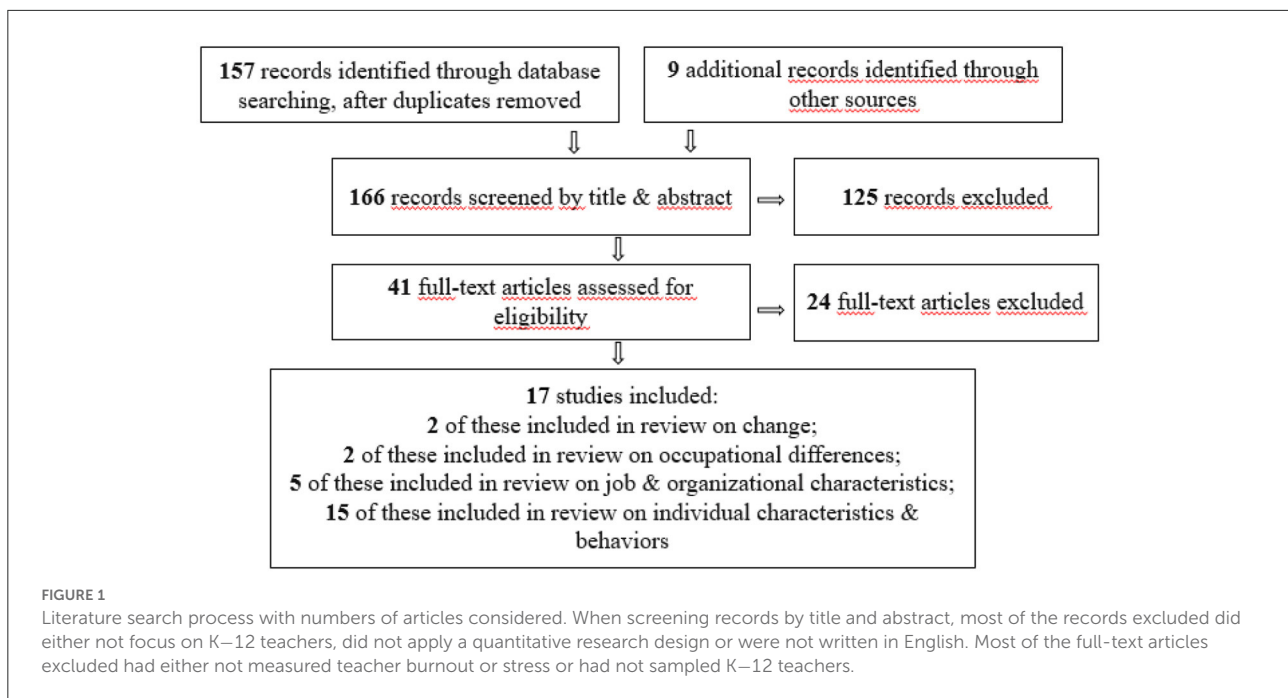 157 records identified through database
searching, after duplicates removed
9 additional records identified through
other sources
166 records screened by title & abstract
125 records excluded
41 full-text articles assessed for
eligibility
24 full-text articles excluded
17 studies included:
2 of these included in review on change;
2 of these included in review on occupational differences;
5 of these included in review on job & organizational characteristics;
15 of these included in review on individual characteristics &
behaviors
FIGURE 1
Literature search process with numbers of articles considered. When screening records by title and abstract, most of the records excluded did
either not focus on K–12 teachers, did not apply a quantitative research design or were not written in English. Most of the full-text articles
excluded had either not measured teacher burnout or stress or had not sampled K–12 teachers.